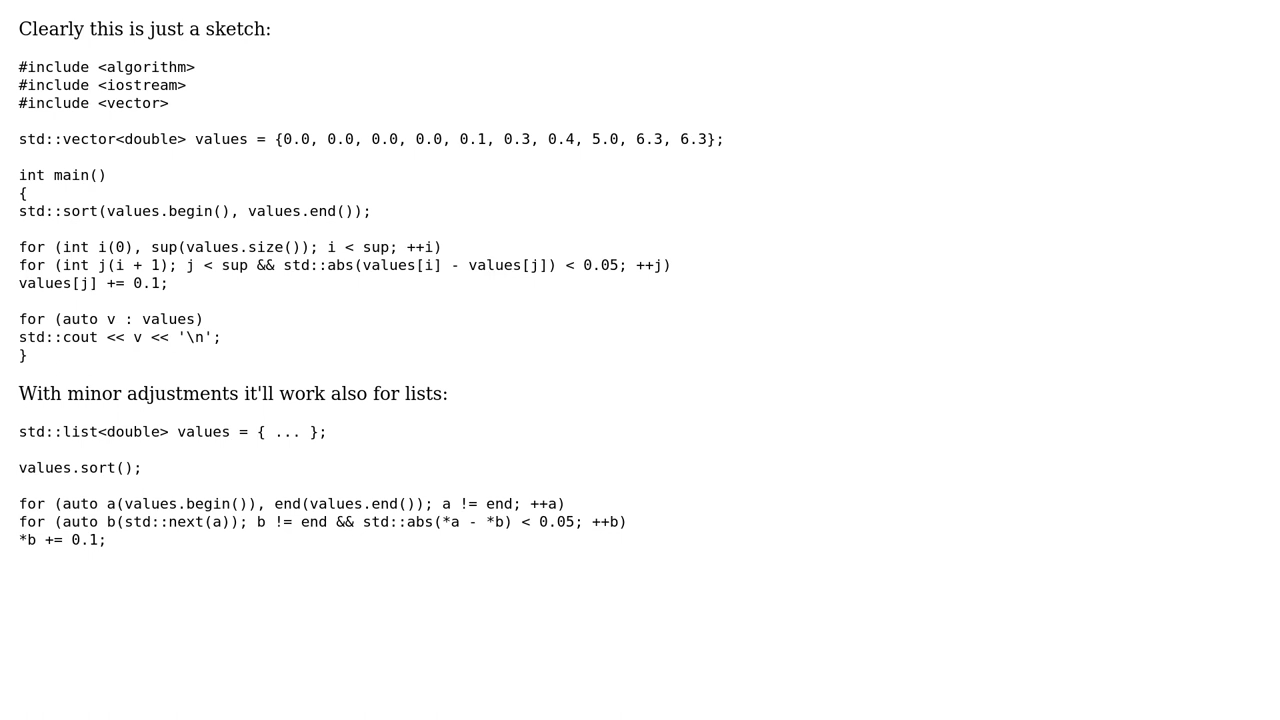 Clearly this is just a sketch:
#include <algorithm>
#include <iostream>
#include <vector>
std::vector<double> values = {0.0, 0.0, 0.0, 0.0, 0.1, 0.3, 0.4, 5.0, 6.3, 6.3};
int main()
{
std::sort(values.begin(), values.end());
for (int i(0), sup(values.size()); i < sup; ++i)
for (int j(i + 1); j < sup && std::abs(values[i] - values[j]) < 0.05; ++j)
values[j] += 0.1;
for (auto v : values)
std::cout << v << '\n';
}
With minor adjustments it'll work also for lists:
std::list<double> values = { ... };
values.sort();
for (auto a(values.begin()), end(values.end()); a != end; ++a)
for (auto b(std::next(a)); b != end && std::abs(*a - *b) < 0.05; ++b)
*b += 0.1;